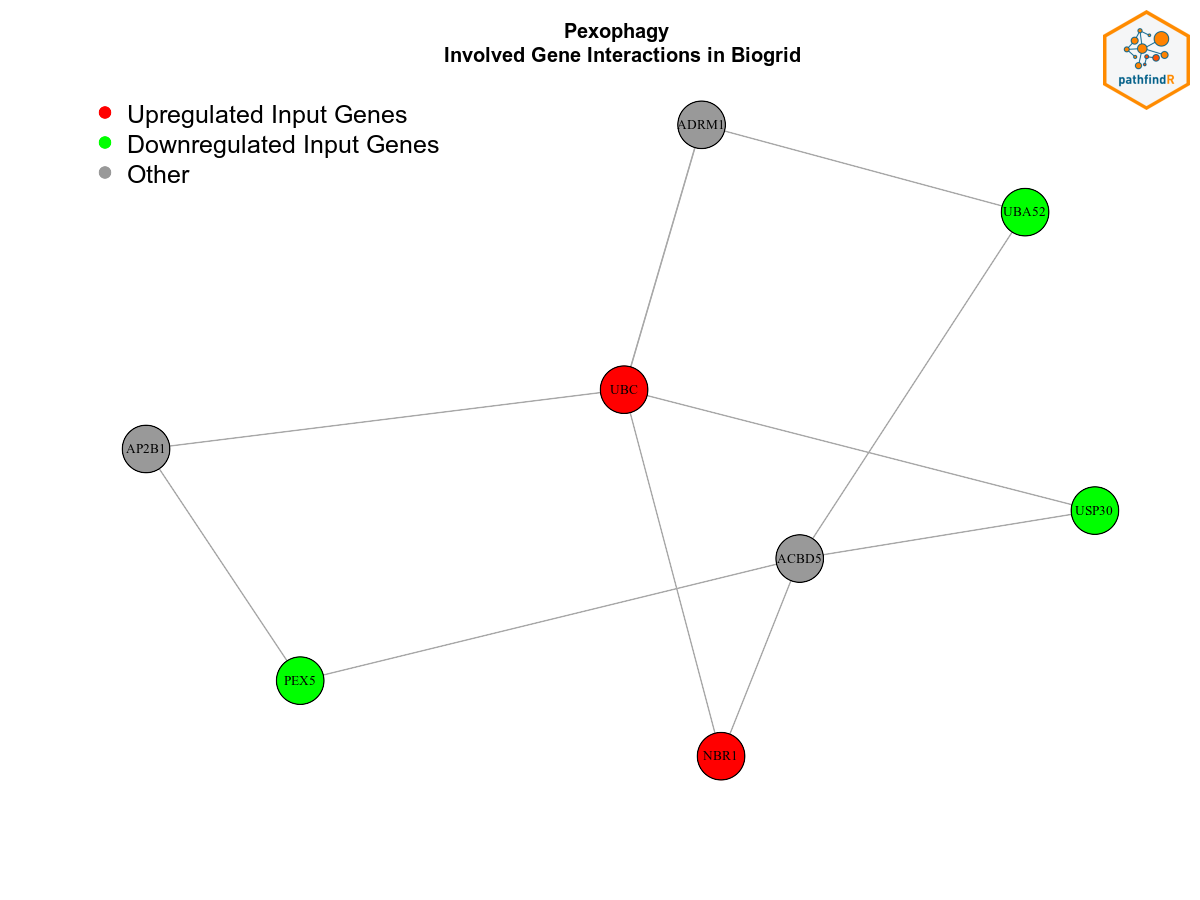 Pexophagy
Involved Gene Interactions in Biogrid
pathfindR
Upregulated Input Genes
Downregulated Input Genes
Other
ADRM1
UBA52
UBC
AP2B1
USP30
ACBD5
PEX5
NBR1